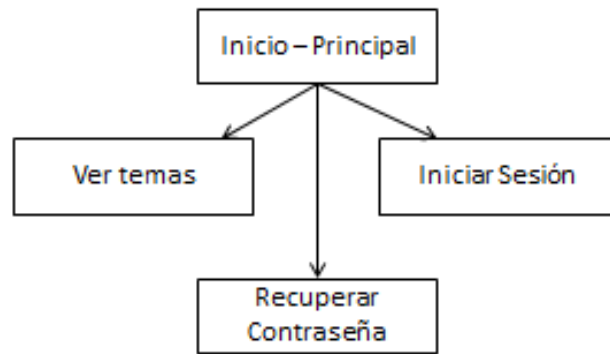 Inicio – Principal
Ver temas
Iniciar Sesión
Recuperar
Contraseña